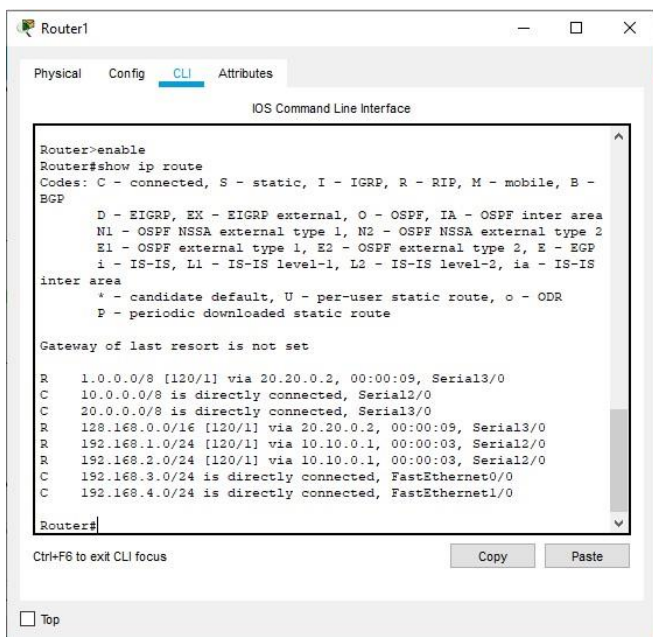 Router1
Physical Config CLI Attributes
IOS Command Line Interface
Router>enable
Router#show ip route
Codes: C - connected, S - static, I - IGRP, R - RIP, M - mobile, B -
BGP
D - EIGRP, EX - EIGRP external, O - OSPF, IA - OSPF inter area
N1 - OSPF NSSA external type 1, N2 - OSPF NSSA external type 2
E1 - OSPF external type 1, E2 - OSPF external type 2, E - EGP
i - IS-IS, L1 - IS-IS level-1, L2 - IS-IS level-2, ia - IS-IS
inter area
* - candidate default, U - per-user static route, o - ODR
P - periodic downloaded static route
Gateway of last resort is not set
R 1.0.0.0/8 [120/1] via 20.20.0.2, 00:00:09, Serial3/0
C 10.0.0.0/8 is directly connected, Serial2/0
C 20.0.0.0/8 is directly connected, Serial3/0
R 128.168.0.0/16 [120/1] via 20.20.0.2, 00:00:09, Serial3/0
R 192.168.1.0/24 [120/1] via 10.10.0.1, 00:00:03, Serial2/0
R 192.168.2.0/24 [120/1] via 10.10.0.1, 00:00:03, Serial2/0
C 192.168.3.0/24 is directly connected, FastEthernet0/0
C 192.168.4.0/24 is directly connected, FastEthernet1/0
Router#
Ctrl+F6 to exit CLI focus Copy Paste
Top